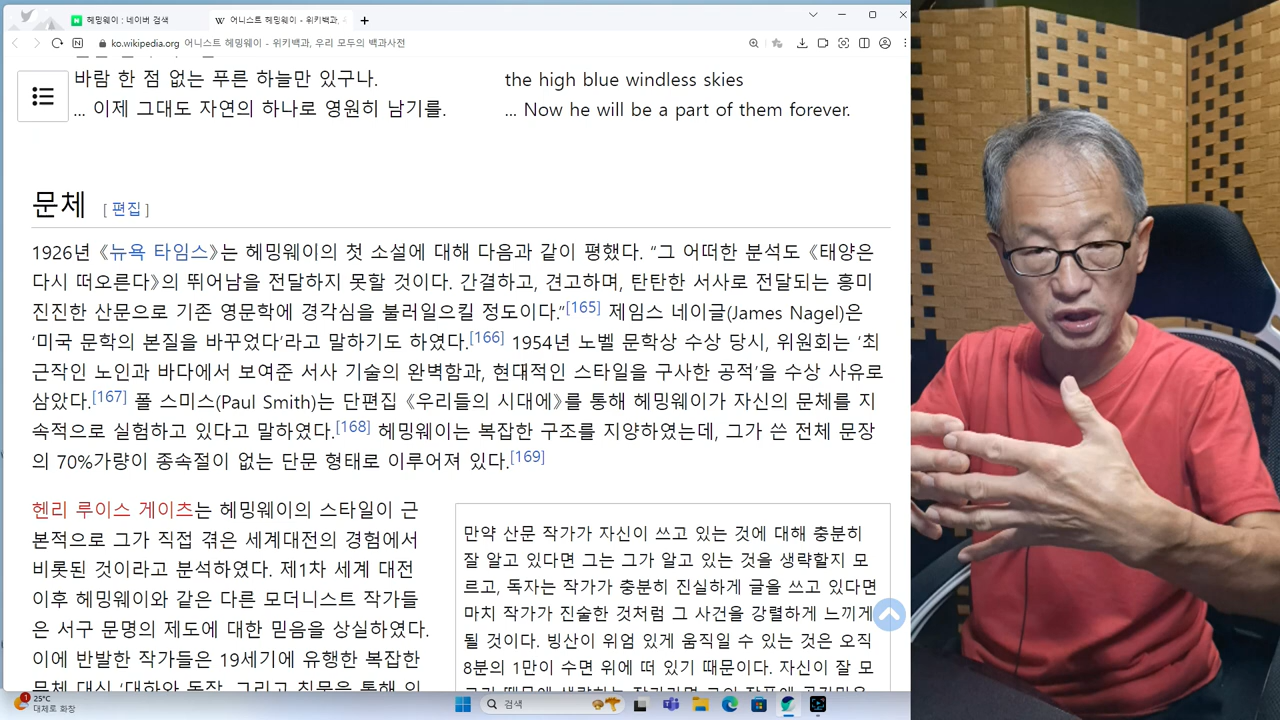 헤밍웨이 : 네이버 검색
어니스트 헤밍웨이 - 위키백과,
ko.wikipedia.org 어니스트 헤밍웨이 - 위키백과, 우리 모두의 백과사전
바람 한 점 없는 푸른 하늘만 있구나.
the high blue windless skies
... 이제 그대도 자연의 하나로 영원히 남기를.
... Now he will be a part of them forever.
문체 [ 편집 ]
1926년 《뉴욕 타임스》는 헤밍웨이의 첫 소설에 대해 다음과 같이 평했다. “그 어떠한 분석도 《태양은
다시 떠오른다》의 뛰어남을 전달하지 못할 것이다. 간결하고, 견고하며, 탄탄한 서사로 전달되는 흥미
진진한 산문으로 기존 영문학에 경각심을 불러일으킬 정도이다.”[165] 제임스 네이글(James Nagel)은
‘미국 문학의 본질을 바꾸었다’라고 말하기도 하였다.[166] 1954년 노벨 문학상 수상 당시, 위원회는 ‘최
근작인 노인과 바다에서 보여준 서사 기술의 완벽함과, 현대적인 스타일을 구사한 공적’을 수상 사유로
삼았다.[167] 폴 스미스(Paul Smith)는 단편집 《우리들의 시대에》를 통해 헤밍웨이가 자신의 문체를 지
속적으로 실험하고 있다고 말하였다.[168] 헤밍웨이는 복잡한 구조를 지양하였는데, 그가 쓴 전체 문장
의 70%가량이 종속절이 없는 단문 형태로 이루어져 있다.[169]
헨리 루이스 게이츠는 헤밍웨이의 스타일이 근
본적으로 그가 직접 겪은 세계대전의 경험에서
비롯된 것이라고 분석하였다. 제1차 세계 대전
이후 헤밍웨이와 같은 다른 모더니스트 작가들
은 서구 문명의 제도에 대한 믿음을 상실하였다.
이에 반발한 작가들은 19세기에 유행한 복잡한
문체 대신 ‘대화와 동작, 그리고 침묵을 통해 의
만약 산문 작가가 자신이 쓰고 있는 것에 대해 충분히
잘 알고 있다면 그는 그가 알고 있는 것을 생략할지 모
르고, 독자는 작가가 충분히 진실하게 글을 쓰고 있다면
마치 작가가 진술한 것처럼 그 사건을 강렬하게 느끼게
될 것이다. 빙산이 위엄 있게 움직일 수 있는 것은 오직
8분의 1만이 수면 위에 떠 있기 때문이다. 자신이 잘 모
25°C
대체로 화창
검색